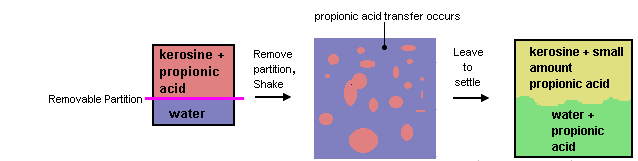 propionic acid transfer occurs
kerosine +
propionic
acid
Removable Partition
water
Remove
partition,
Shake
Leave
to
settle
kerosine + small
amount
propionic acid
water +
propionic
acid